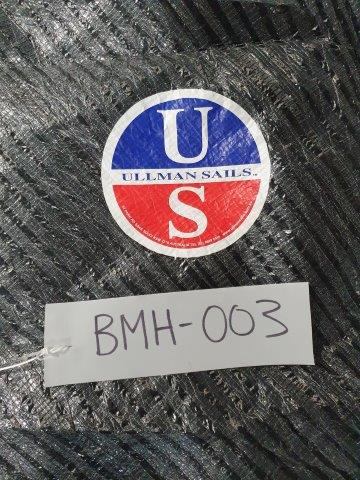 U
ULLMAN SAILS
S
BMH-003